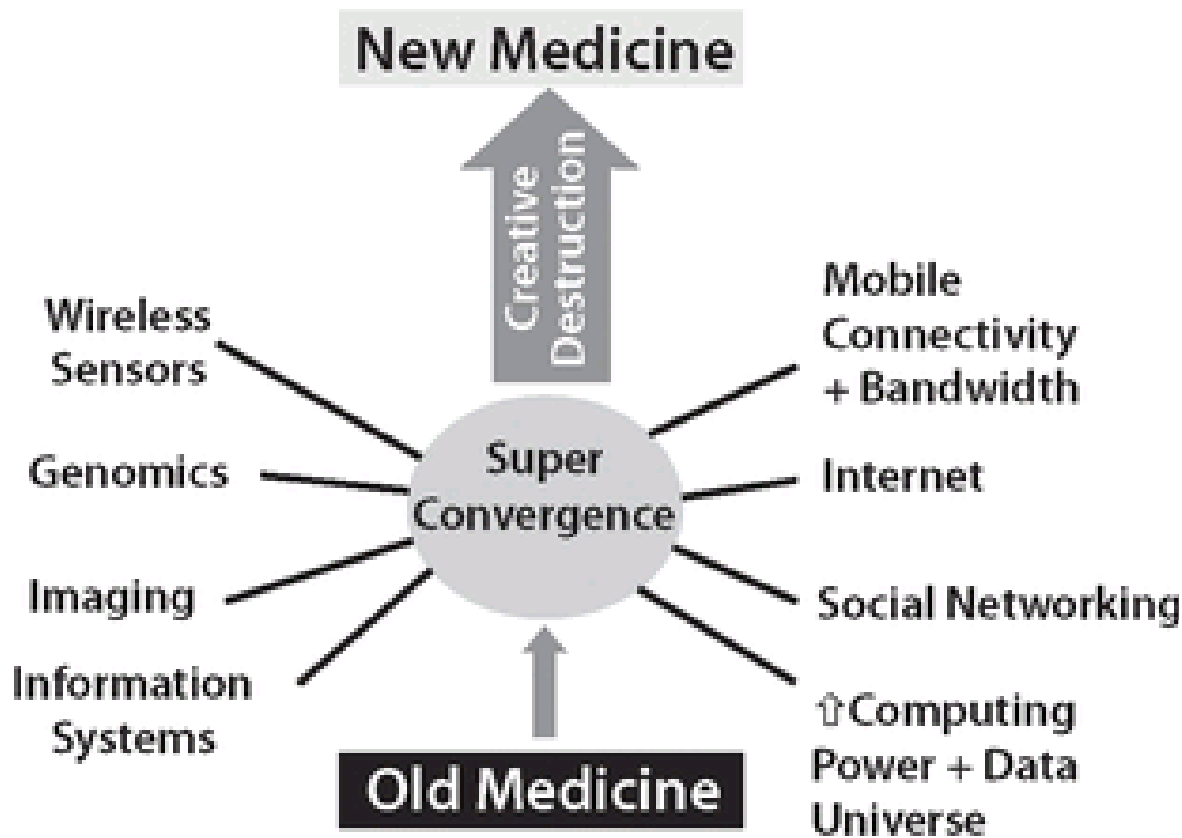 New Medicine
Creative
Destruction
Wireless
Sensors
Genomics
Imaging
Information
Systems
Super
Convergence
Mobile
Connectivity
+ Bandwidth
Internet
Social Networking
⇧Computing
Power + Data
Universe
Old Medicine